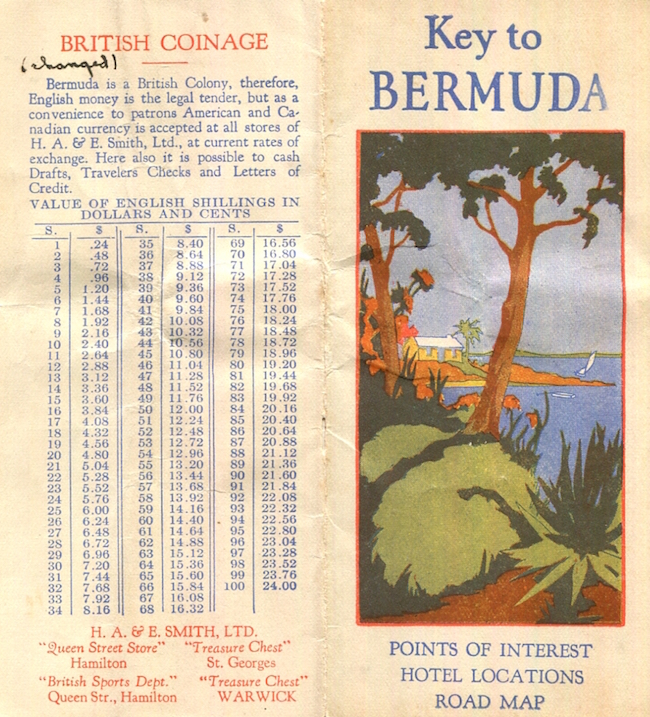 BRITISH COINAGE
(changed)
Bermuda is a British Colony, therefore,
English money is the legal tender, but as a
convenience to patrons American and Ca-
nadian currency is accepted at all stores of
H. A. & E. Smith, Ltd., at current rates of
exchange. Here also it is possible to cash
Drafts, Travelers Checks and Letters of
Credit.
VALUE OF ENGLISH SHILLINGS IN
DOLLARS AND CENTS
S. $ S. $ S. $
1 .24 35 8.40 69 16.56
2 .48 36 8.64 70 16.80
3 .72 37 8.88 71 17.04
4 .96 38 9.12 72 17.28
5 1.20 39 9.36 73 17.52
6 1.44 40 9.60 74 17.76
7 1.68 41 9.84 75 18.00
8 1.92 42 10.08 76 18.24
9 2.16 43 10.32 77 18.48
10 2.40 44 10.56 78 18.72
11 2.64 45 10.80 79 18.96
12 2.88 46 11.04 80 19.20
13 3.12 47 11.28 81 19.44
14 3.36 48 11.52 82 19.68
15 3.60 49 11.76 83 19.92
16 3.84 50 12.00 84 20.16
17 4.08 51 12.24 85 20.40
18 4.32 52 12.48 86 20.64
19 4.56 53 12.72 87 20.88
20 4.80 54 12.96 88 21.12
21 5.04 55 13.20 89 21.36
22 5.28 56 13.44 90 21.60
23 5.52 57 13.68 91 21.84
24 5.76 58 13.92 92 22.08
25 6.00 59 14.16 93 22.32
26 6.24 60 14.40 94 22.56
27 6.48 61 14.64 95 22.80
28 6.72 62 14.88 96 23.04
29 6.96 63 15.12 97 23.28
30 7.20 64 15.36 98 23.52
31 7.44 65 15.60 99 23.76
32 7.68 66 15.84 100 24.00
33 7.92 67 16.08
34 8.16 68 16.32
H. A. & E. SMITH, LTD.
"Queen Street Store" "Treasure Chest"
Hamilton St. Georges
"British Sports Dept." "Treasure Chest"
Queen Str., Hamilton WARWICK
Key to
BERMUDA
POINTS OF INTEREST
HOTEL LOCATIONS
ROAD MAP